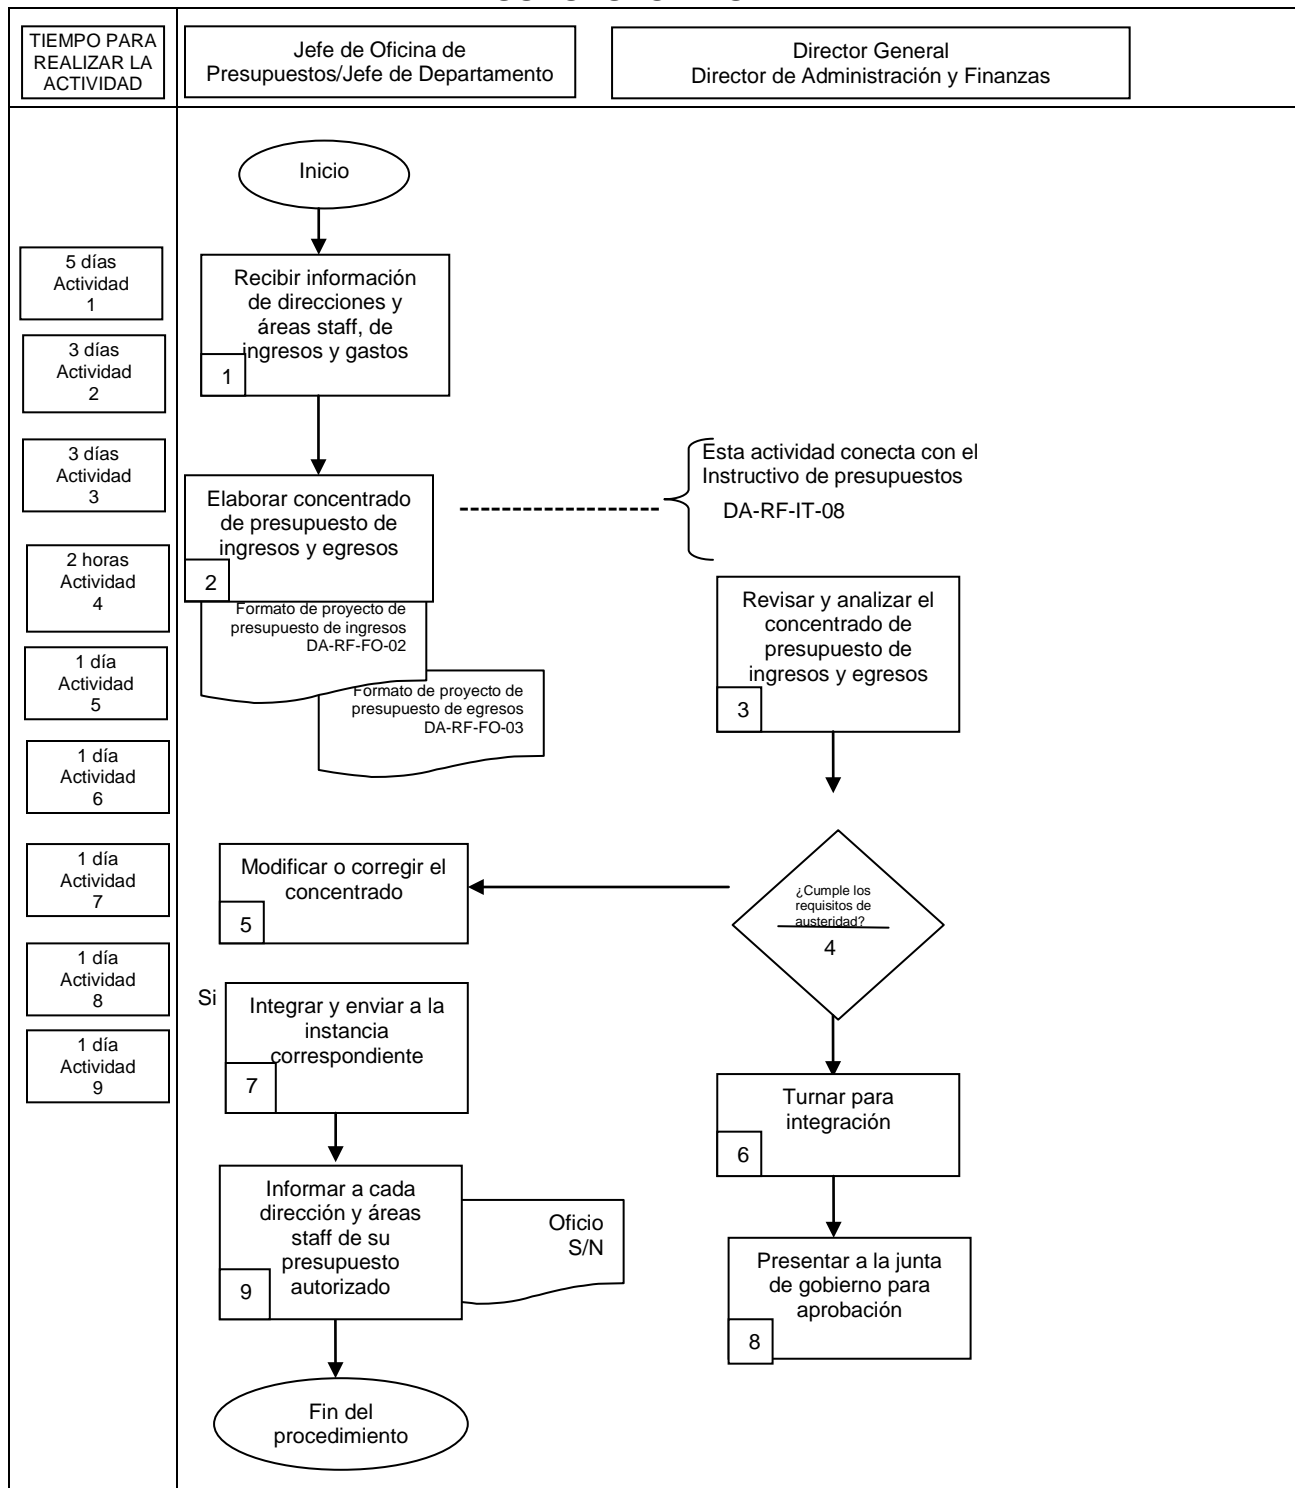 TIEMPO PARA
REALIZAR LA
ACTIVIDAD
Jefe de Oficina de
Presupuestos/Jefe de Departamento
Director General
Director de Administración y Finanzas
Inicio
5 días
Actividad
1
3 días
Actividad
2
3 días
Actividad
3
2 horas
Actividad
4
1 día
Actividad
5
1 día
Actividad
6
1 día
Actividad
7
1 día
Actividad
8
1 día
Actividad
9
Recibir información
de direcciones y
áreas staff, de
ingresos y gastos
1
Elaborar concentrado
de presupuesto de
ingresos y egresos
2
Formato de proyecto de
presupuesto de ingresos
DA-RF-FO-02
Formato de proyecto de
presupuesto de egresos
DA-RF-FO-03
Esta actividad conecta con el
Instructivo de presupuestos
DA-RF-IT-08
Revisar y analizar el
concentrado de
presupuesto de
ingresos y egresos
3
¿Cumple los
requisitos de
austeridad?
4
Modificar o corregir el
concentrado
5
Si
Integrar y enviar a la
instancia
correspondiente
7
Turnar para
integración
6
Informar a cada
dirección y áreas
staff de su
presupuesto
autorizado
9
Oficio
S/N
Presentar a la junta
de gobierno para
aprobación
8
Fin del
procedimiento